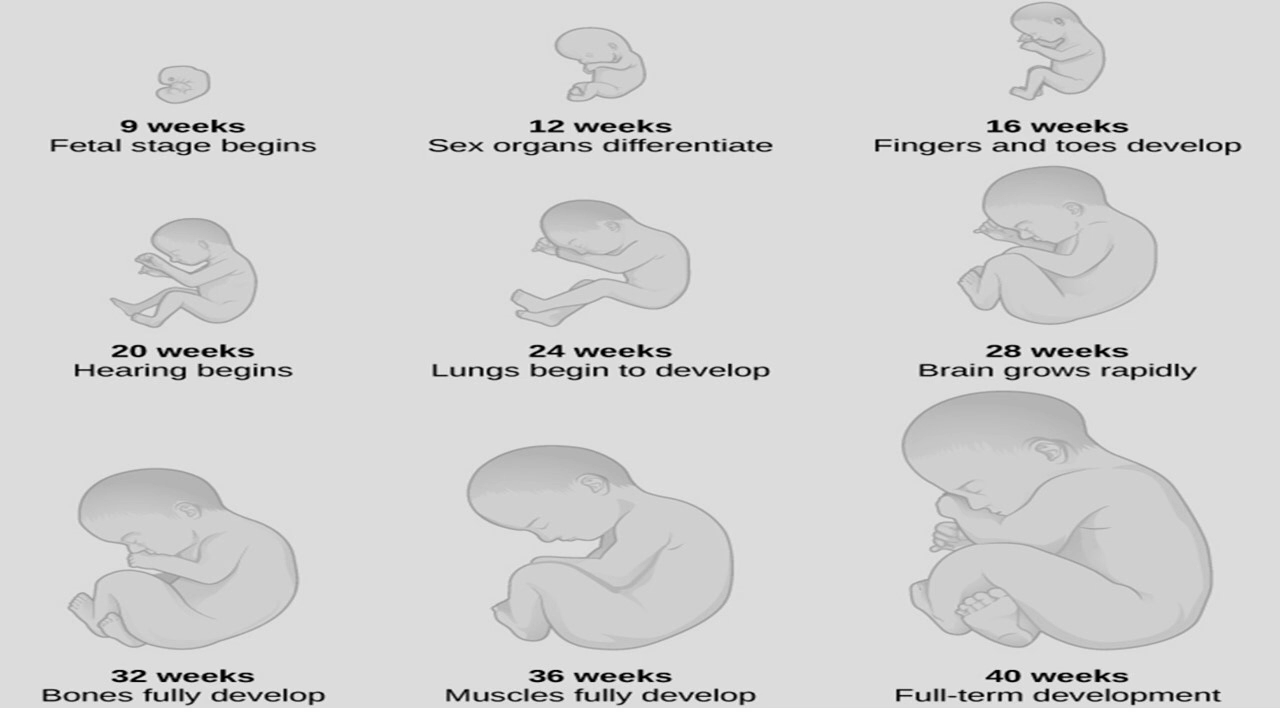 9 weeks
Fetal stage begins
12 weeks
Sex organs differentiate
16 weeks
Fingers and toes develop
20 weeks
Hearing begins
24 weeks
Lungs begin to develop
28 weeks
Brain grows rapidly
32 weeks
Bones fully develop
36 weeks
Muscles fully develop
40 weeks
Full-term development